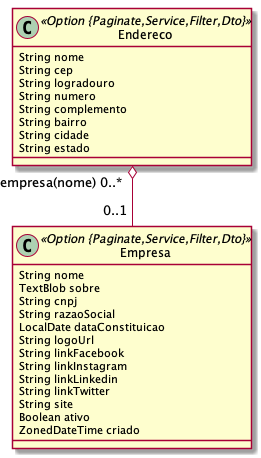 C «Option {Paginate,Service,Filter,Dto}»
Endereco
String nome
String cep
String logradouro
String numero
String complemento
String bairro
String cidade
String estado
empresa(nome) 0..*
0..1
C «Option {Paginate,Service,Filter,Dto}»
Empresa
String nome
TextBlob sobre
String cnpj
String razaoSocial
LocalDate dataConstituicao
String logoUrl
String linkFacebook
String linkInstagram
String linkLinkedin
String linkTwitter
String site
Boolean ativo
ZonedDateTime criado